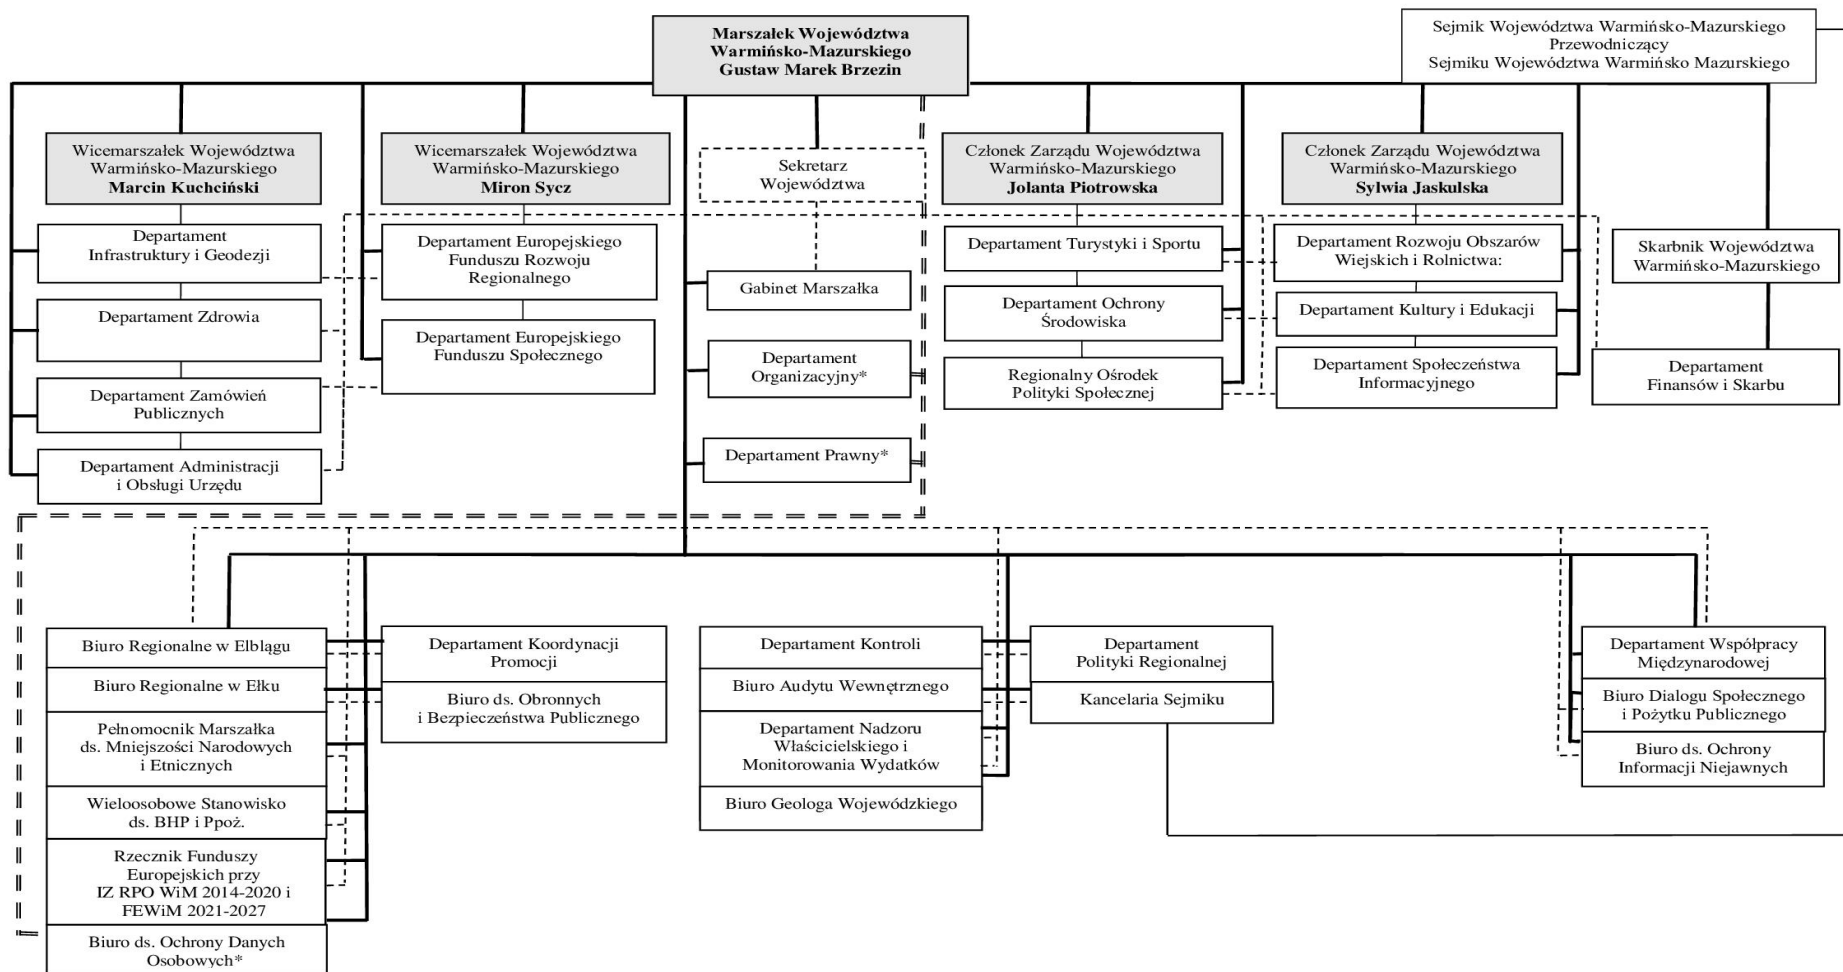 Marszałek Województwa
Warmińsko-Mazurskiego
Gustaw Marek Brzezin
Sejmik Województwa Warmińsko-Mazurskiego
Przewodniczący
Sejmiku Województwa Warmińsko Mazurskiego
Wicemarszałek Województwa
Warmińsko-Mazurskiego
Marcin Kuchciński
Wicemarszałek Województwa
Warmińsko-Mazurskiego
Miron Sycz
Sekretarz
Województwa
Członek Zarządu Województwa
Warmińsko-Mazurskiego
Jolanta Piotrowska
Członek Zarządu Województwa
Warmińsko-Mazurskiego
Sylwia Jaskulska
Departament
Infrastruktury i Geodezji
Departament Zdrowia
Departament Zamówień
Publicznych
Departament Administracji
i Obsługi Urzędu
Departament Europejskiego
Funduszu Rozwoju
Regionalnego
Departament Europejskiego
Funduszu Społecznego
Gabinet Marszałka
Departament
Organizacyjny*
Departament Prawny*
Departament Turystyki i Sportu
Departament Ochrony
Środowiska
Regionalny Ośrodek
Polityki Społecznej
Departament Rozwoju Obszarów
Wiejskich i Rolnictwa:
Departament Kultury i Edukacji
Departament Społeczeństwa
Informacyjnego
Skarbnik Województwa
Warmińsko-Mazurskiego
Departament
Finansów i Skarbu
Biuro Regionalne w Elblągu
Biuro Regionalne w Ełku
Pełnomocnik Marszałka
ds. Mniejszości Narodowych
i Etnicznych
Wieloosobowe Stanowisko
ds. BHP i Ppoż.
Rzecznik Funduszy
Europejskich przy
IZ RPO WiM 2014-2020 i
FEWiM 2021-2027
Biuro ds. Ochrony Danych
Osobowych*
Departament Koordynacji
Promocji
Biuro ds. Obronnych
i Bezpieczeństwa Publicznego
Departament Kontroli
Biuro Audytu Wewnętrznego
Departament Nadzoru
Właścicielskiego i
Monitorowania Wydatków
Biuro Geologa Wojewódzkiego
Departament
Polityki Regionalnej
Kancelaria Sejmiku
Departament Współpracy
Międzynarodowej
Biuro Dialogu Społecznego
i Pożytku Publicznego
Biuro ds. Ochrony
Informacji Niejawnych